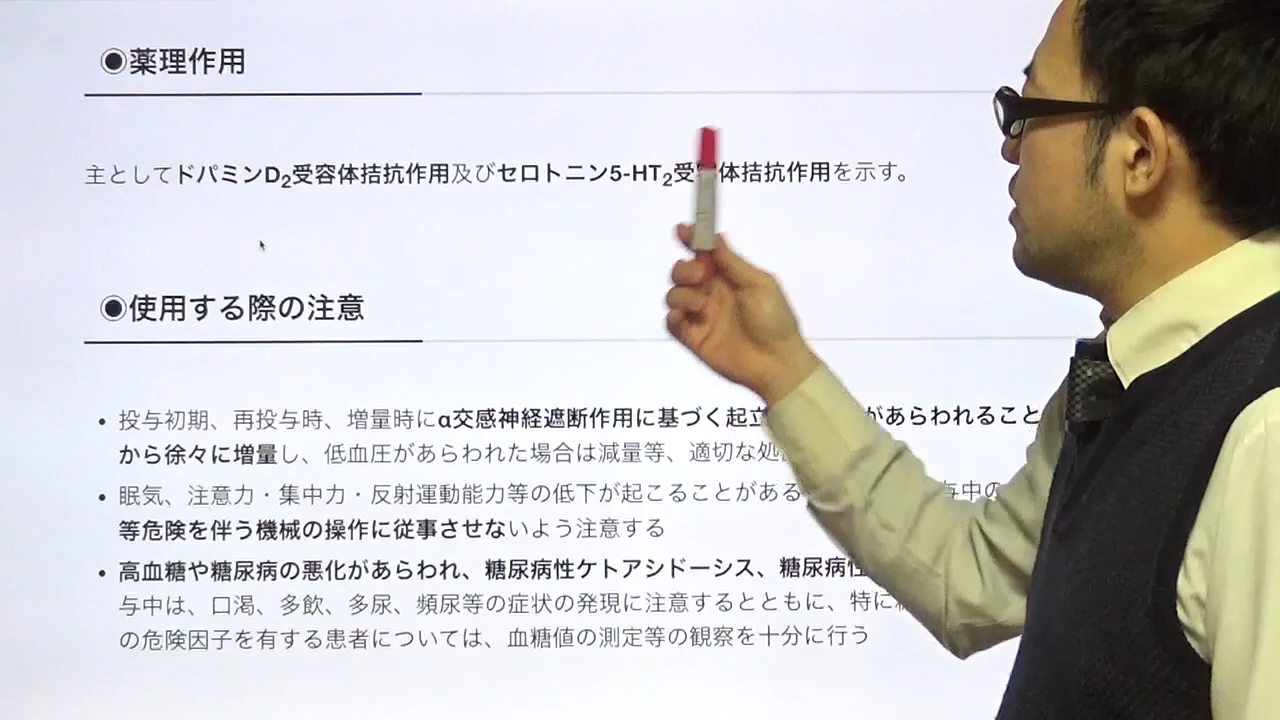 ◉薬理作用
主としてドパミンD2受容体拮抗作用及びセロトニン5-HT2受容体拮抗作用を示す。
◉使用する際の注意
• 投与初期、再投与時、増量時にα交感神経遮断作用に基づく起立 があらわれること
から徐々に増量し、低血圧があらわれた場合は減量等、適切な処
• 眠気、注意力・集中力・反射運動能力等の低下が起こることがある 与中の
等危険を伴う機械の操作に従事させないよう注意する
• 高血糖や糖尿病の悪化があらわれ、糖尿病性ケトアシドーシス、糖尿病性
与中は、口渇、多飲、多尿、頻尿等の症状の発現に注意するとともに、特に
の危険因子を有する患者については、血糖値の測定等の観察を十分に行う